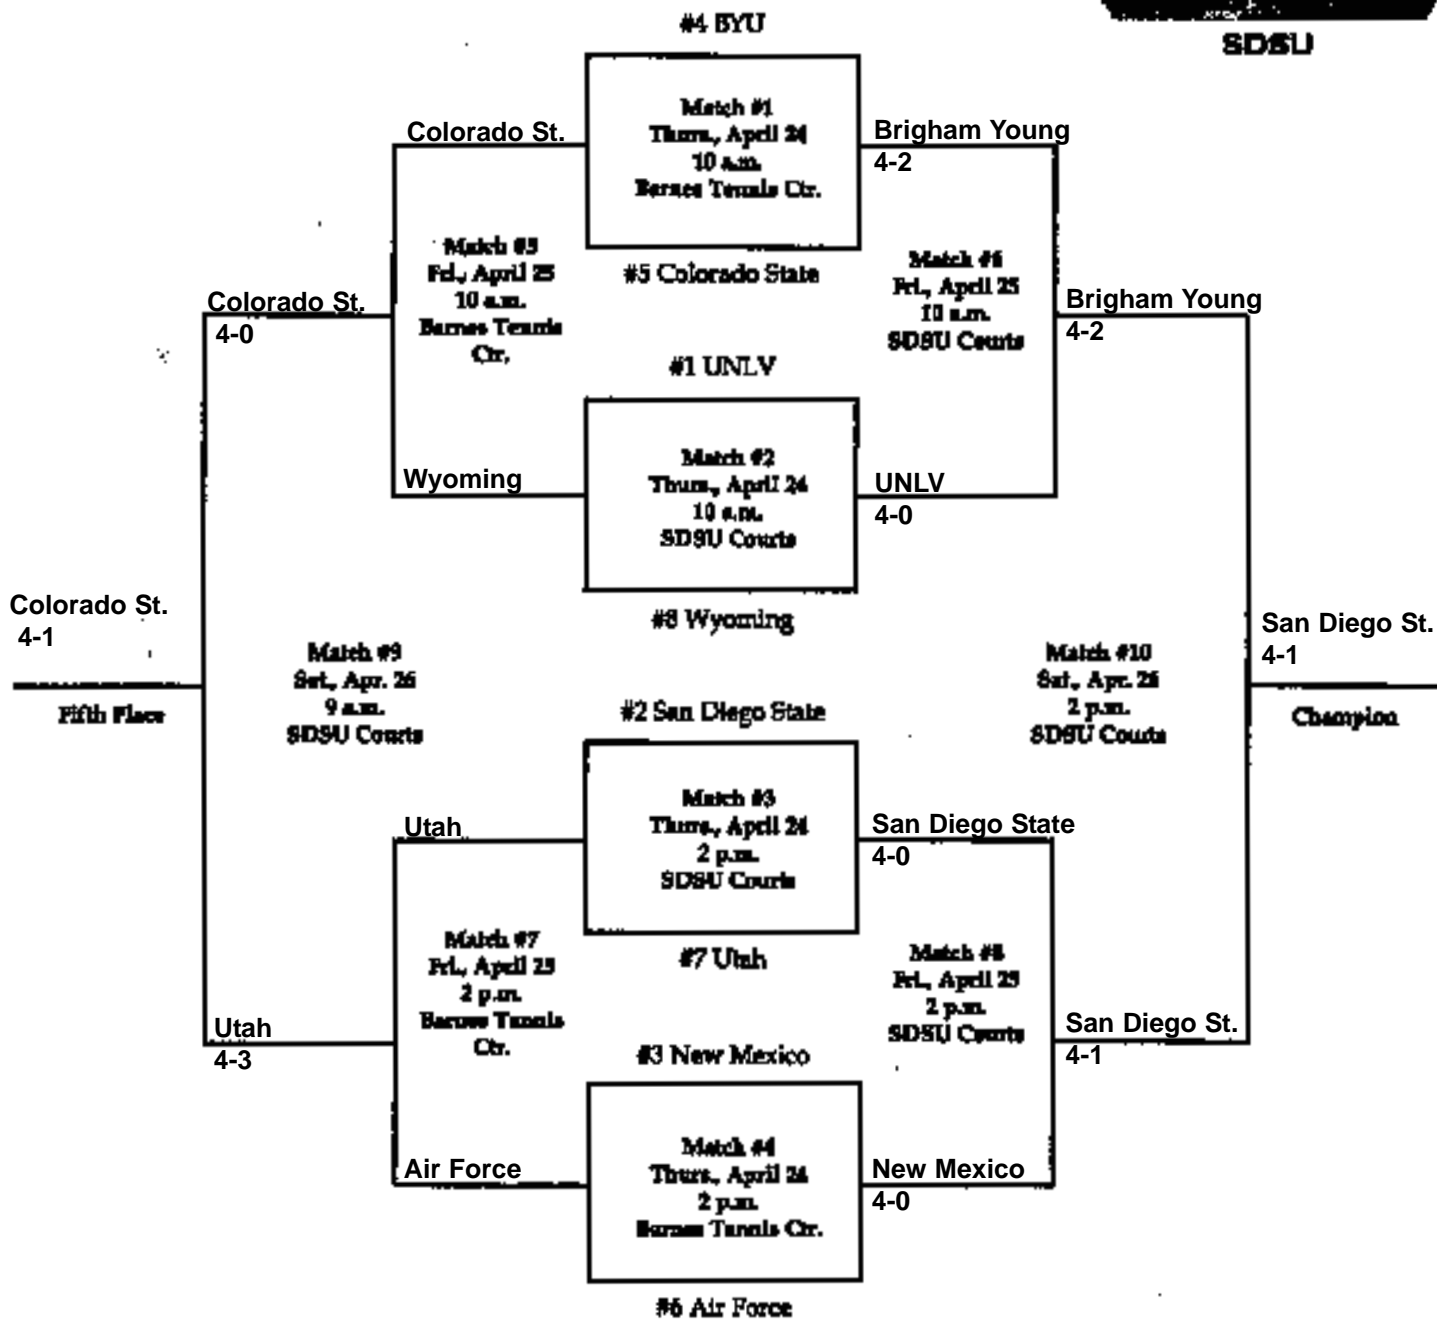 SDSU
#4 BYU
Match #1
Thurs., April 24
10 a.m.
Barnes Tennis Ctr.
#5 Colorado State
Colorado St.
Brigham Young
4-2
Match #5
Fri., April 25
10 a.m.
Barnes Tennis
Ctr.
Match #6
Fri., April 25
10 a.m.
SDSU Courts
Colorado St.
4-0
Brigham Young
4-2
#1 UNLV
Match #2
Thurs., April 24
10 a.m.
SDSU Courts
#8 Wyoming
Wyoming
UNLV
4-0
Colorado St.
4-1
Fifth Place
Match #9
Sat., Apr. 26
9 a.m.
SDSU Courts
Match #10
Sat., Apr. 26
2 p.m.
SDSU Courts
San Diego St.
4-1
Champion
#2 San Diego State
Match #3
Thurs., April 24
2 p.m.
SDSU Courts
#7 Utah
Utah
San Diego State
4-0
Match #7
Fri., April 25
2 p.m.
Barnes Tennis
Ctr.
Match #8
Fri., April 25
2 p.m.
SDSU Courts
Utah
4-3
San Diego St.
4-1
#3 New Mexico
Match #4
Thurs., April 24
2 p.m.
Barnes Tennis Ctr.
#6 Air Force
Air Force
New Mexico
4-0